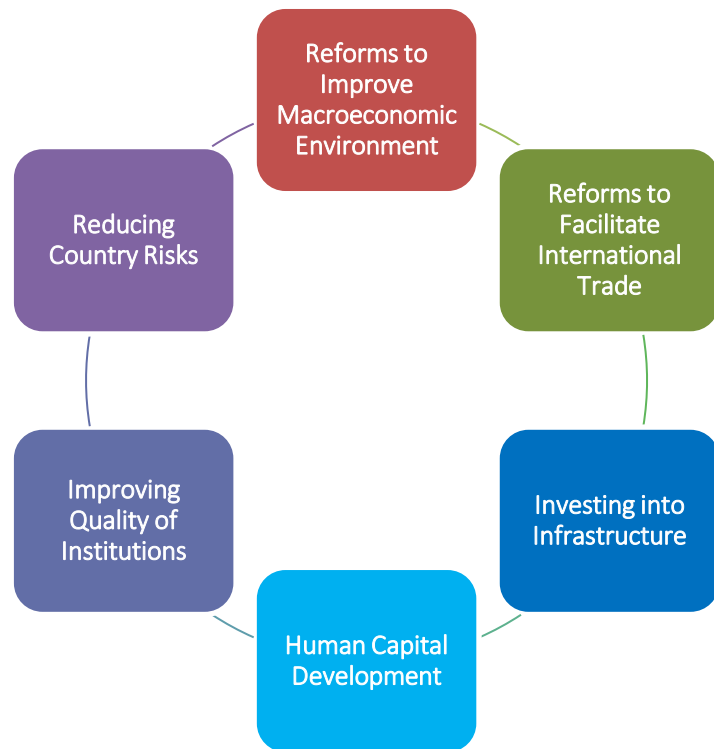 Reforms to
Improve
Macroeconomic
Environment
Reforms to
Facilitate
International
Trade
Investing into
Infrastructure
Human Capital
Development
Improving
Quality of
Institutions
Reducing
Country Risks